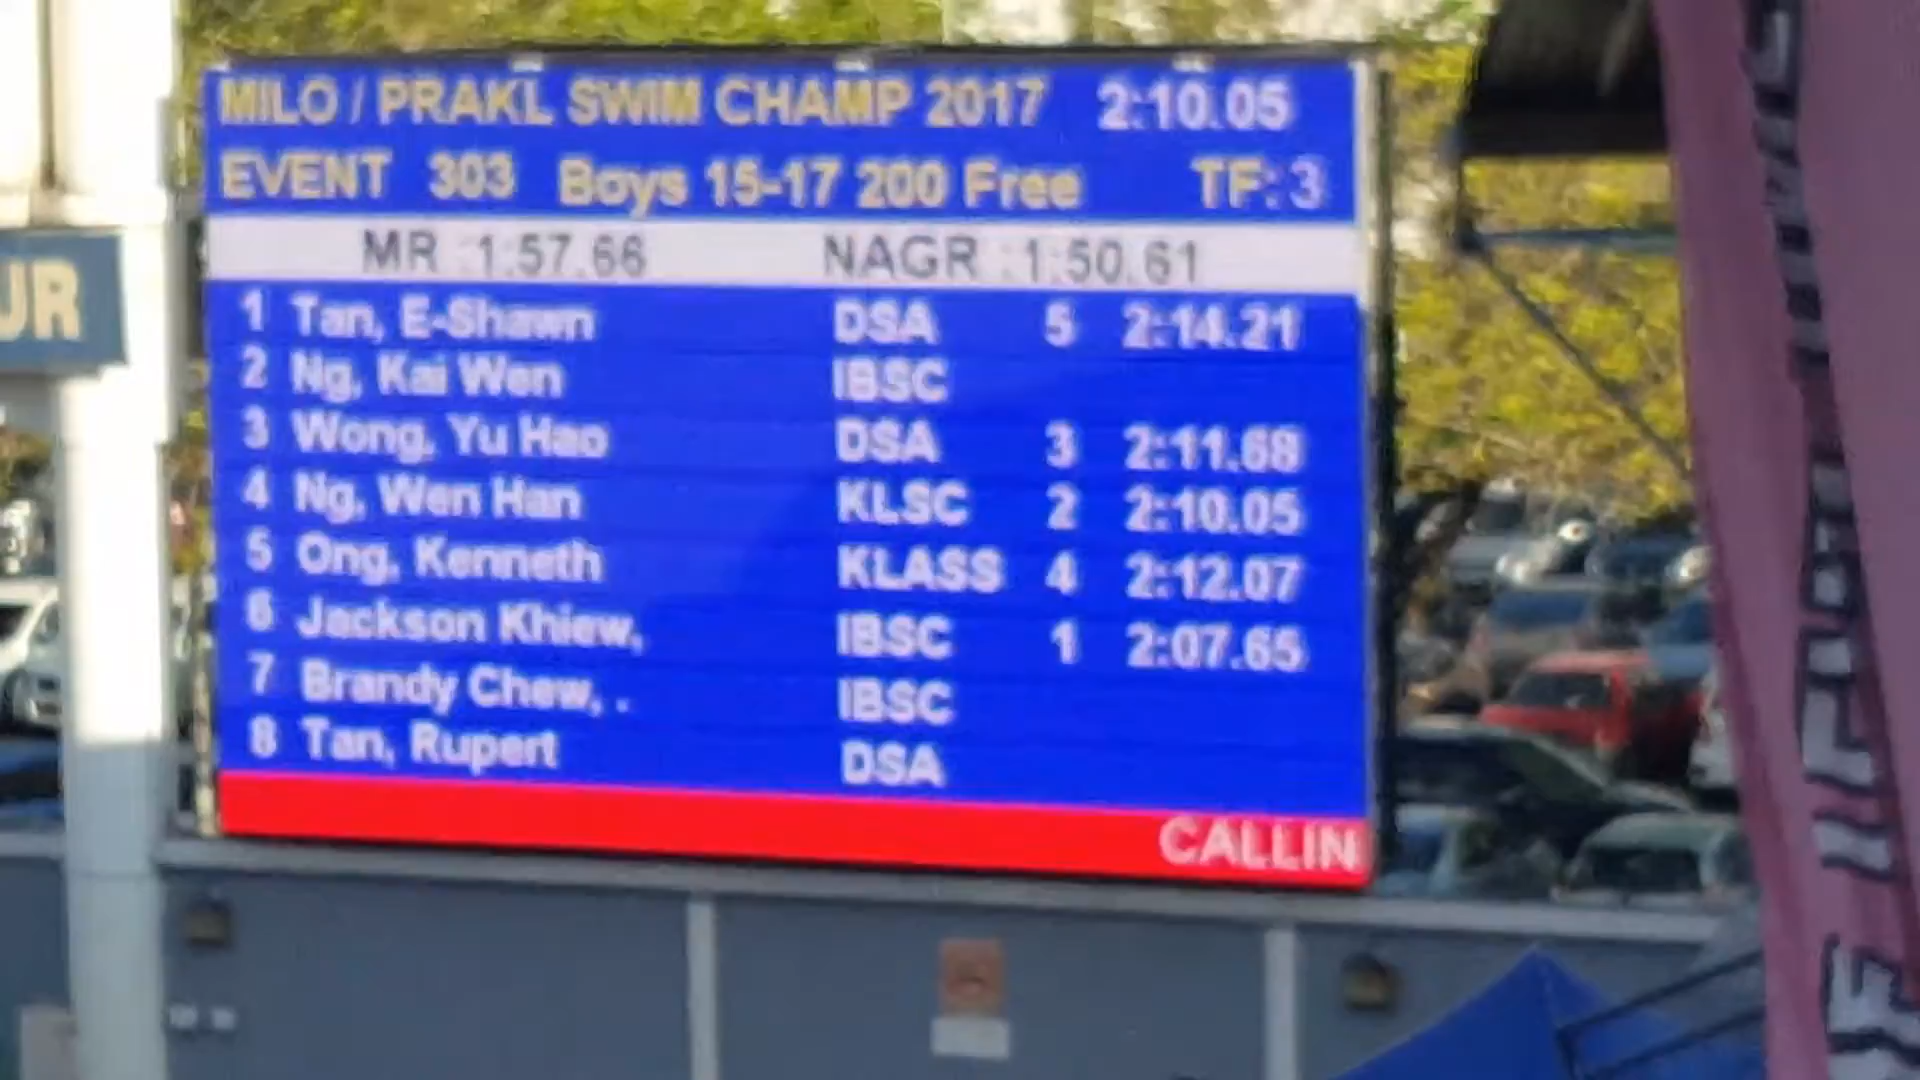 MILO / PRAKL SWIM CHAMP 2017 2:10.05
EVENT 303 Boys 15-17 200 Free TF: 3
MR :1:57.66 NAGR :1:50.61
1 Tan, E-Shawn DSA 5 2:14.21
2 Ng, Kai Wen IBSC
3 Wong, Yu Hao DSA 3 2:11.68
4 Ng, Wen Han KLSC 2 2:10.05
5 Ong, Kenneth KLASS 4 2:12.07
6 Jackson Khiew, IBSC 1 2:07.65
7 Brandy Chew, . IBSC
8 Tan, Rupert DSA
CALLIN
UR